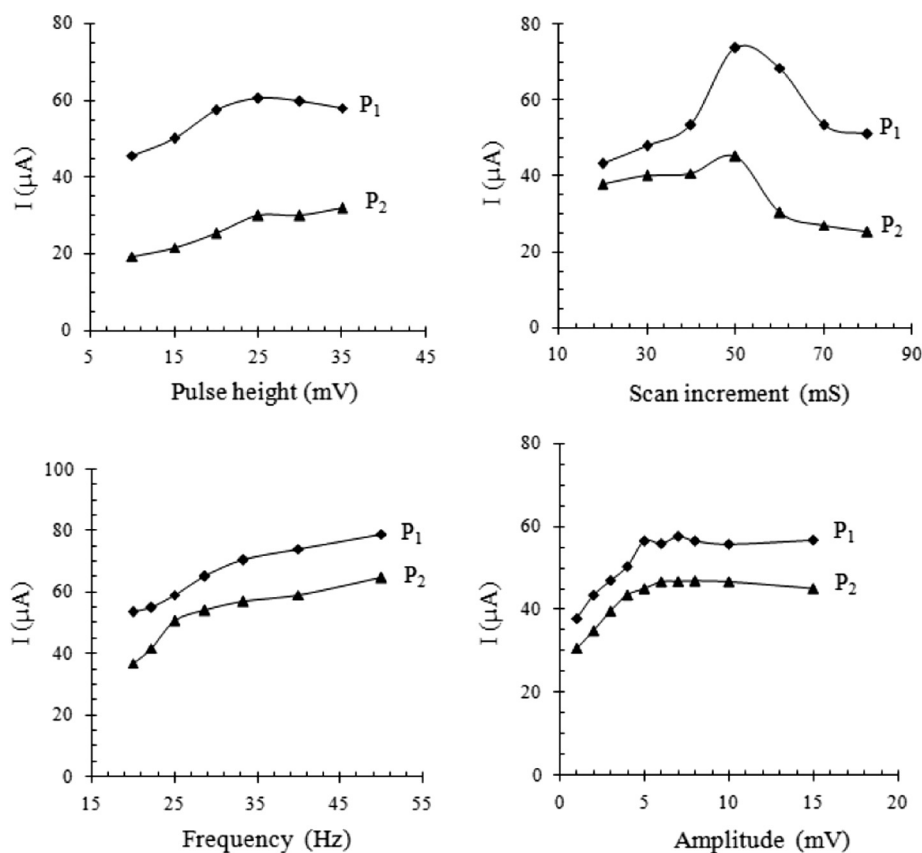 80
60
40
20
0
I (μA)
P1
P2
5 15 25 35 45
Pulse height (mV)
80
60
40
20
0
I (μA)
P1
P2
10 30 50 70 90
Scan increment (mS)
100
80
60
40
20
0
I (μA)
P1
P2
15 25 35 45 55
Frequency (Hz)
80
60
40
20
0
I (μA)
P1
P2
0 5 10 15 20
Amplitude (mV)